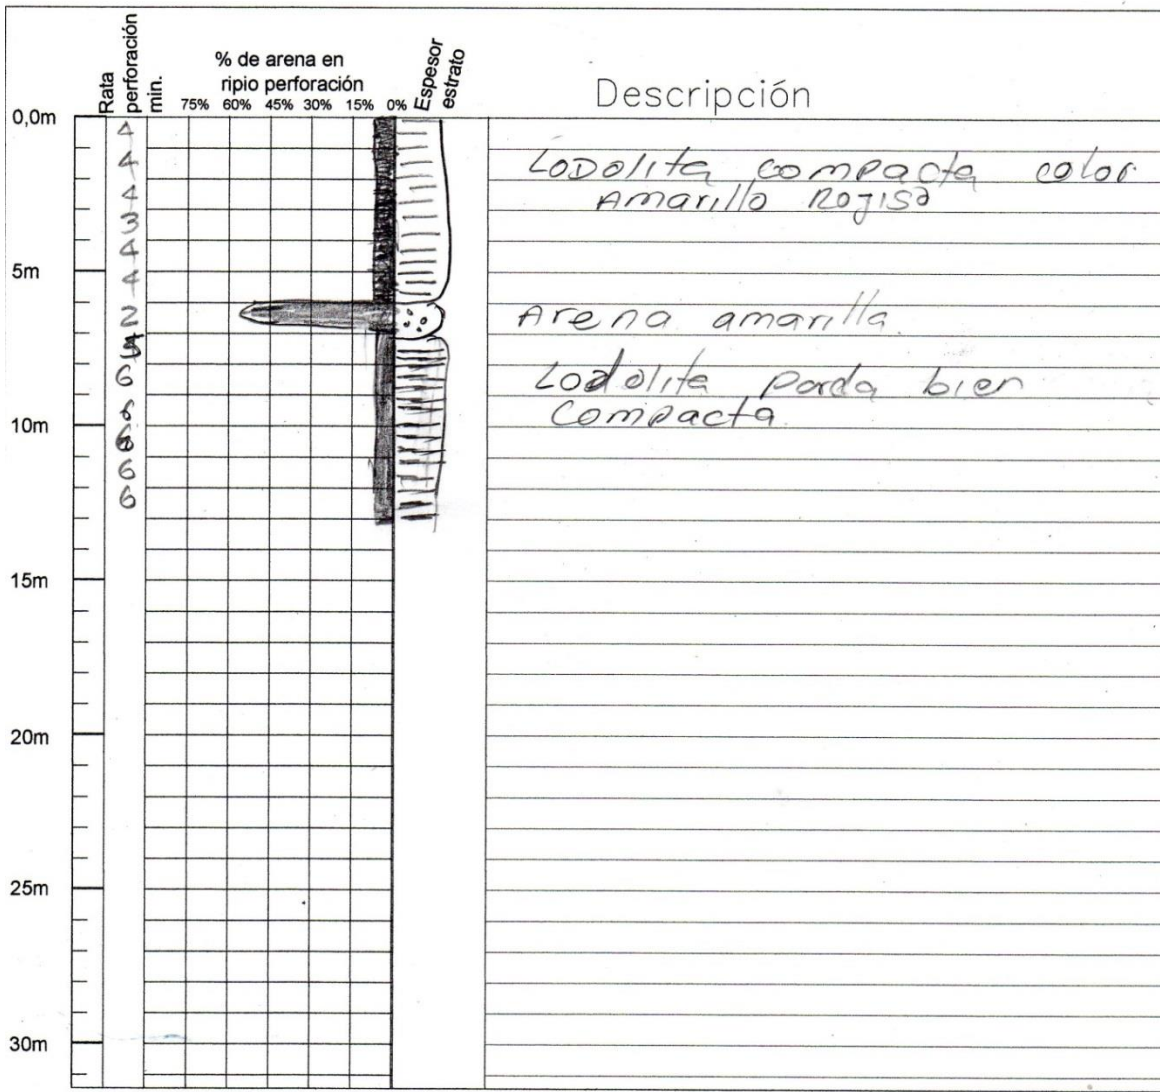 Rata
perforación
min.
% de arena en
ripio perforación
75% 60% 45% 30% 15% 0%
Espesor
estrato
Descripción
0,0m
4
4
4
3
4
4
2
6
6
6
6
5m
10m
15m
20m
25m
30m
Lodolita compacta color
Amarillo Rojiso
Arena amarilla
Lodolita parda bien
Compacta